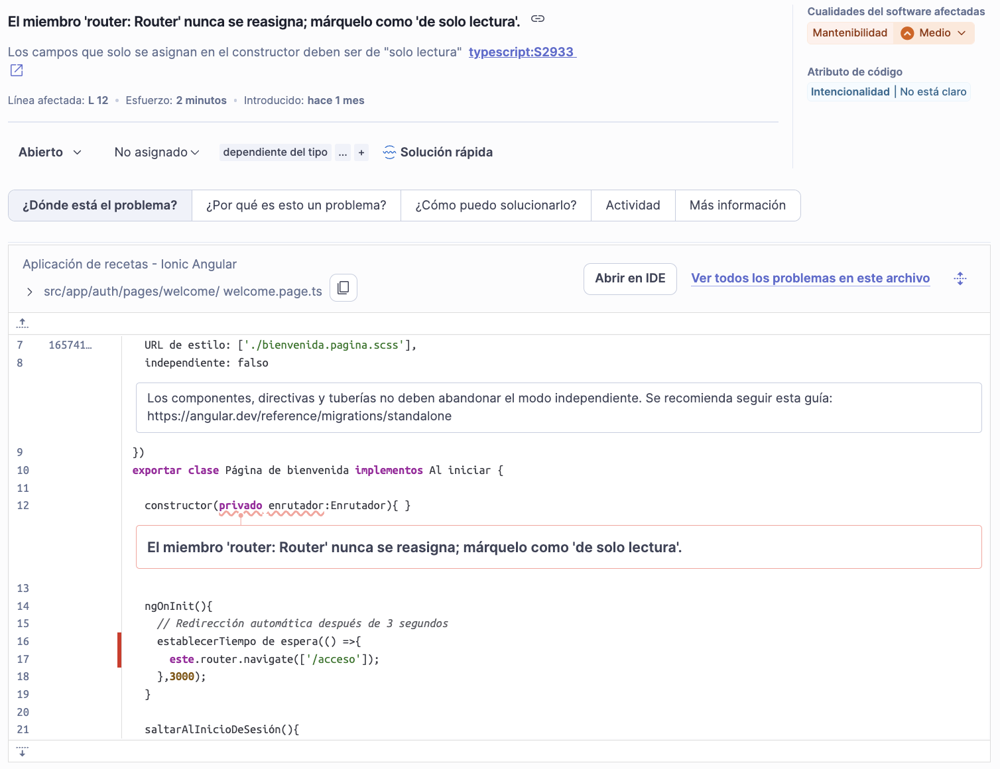 El miembro 'router: Router' nunca se reasigna; márquelo como 'de solo lectura'.
Los campos que solo se asignan en el constructor deben ser de "solo lectura" typescript:S2933
Línea afectada: L 12 • Esfuerzo: 2 minutos • Introducido: hace 1 mes
Cualidades del software afectadas
Mantenibilidad Medio
Atributo de código
Intencionalidad | No está claro
Abierto No asignado dependiente del tipo ... + Solución rápida
¿Dónde está el problema? ¿Por qué es esto un problema? ¿Cómo puedo solucionarlo? Actividad Más información
Aplicación de recetas - Ionic Angular
src/app/auth/pages/welcome/ welcome.page.ts
Abrir en IDE Ver todos los problemas en este archivo
7 165741… URL de estilo: ['./bienvenida.pagina.scss'],
8 independiente: falso
Los componentes, directivas y tuberías no deben abandonar el modo independiente. Se recomienda seguir esta guía:
https://angular.dev/reference/migrations/standalone
9 })
10 exportar clase Página de bienvenida implementos Al iniciar {
11
12 constructor(privado enrutador:Enrutador){ }
El miembro 'router: Router' nunca se reasigna; márquelo como 'de solo lectura'.
13
14 ngOnInit(){
15 // Redirección automática después de 3 segundos
16 establecerTiempo de espera(() =>{
17 este.router.navigate(['/acceso']);
18 },3000);
19 }
20
21 saltarAlInicioDeSesión(){